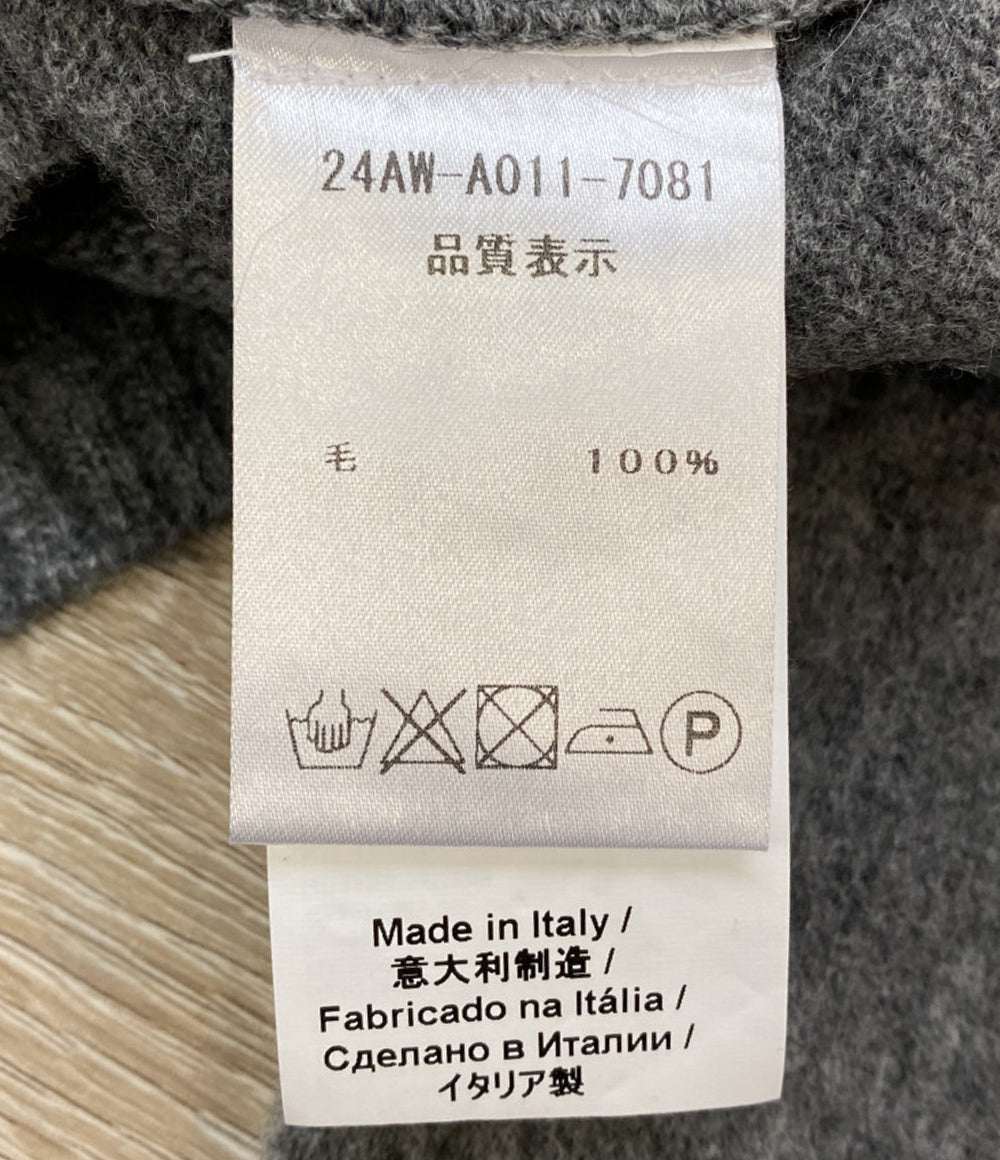 24AW-A011-7081
品質表示
毛 100%
P
Made in Italy /
意大利制造 /
Fabricado na Itália /
Сделано в Италии /
イタリア製